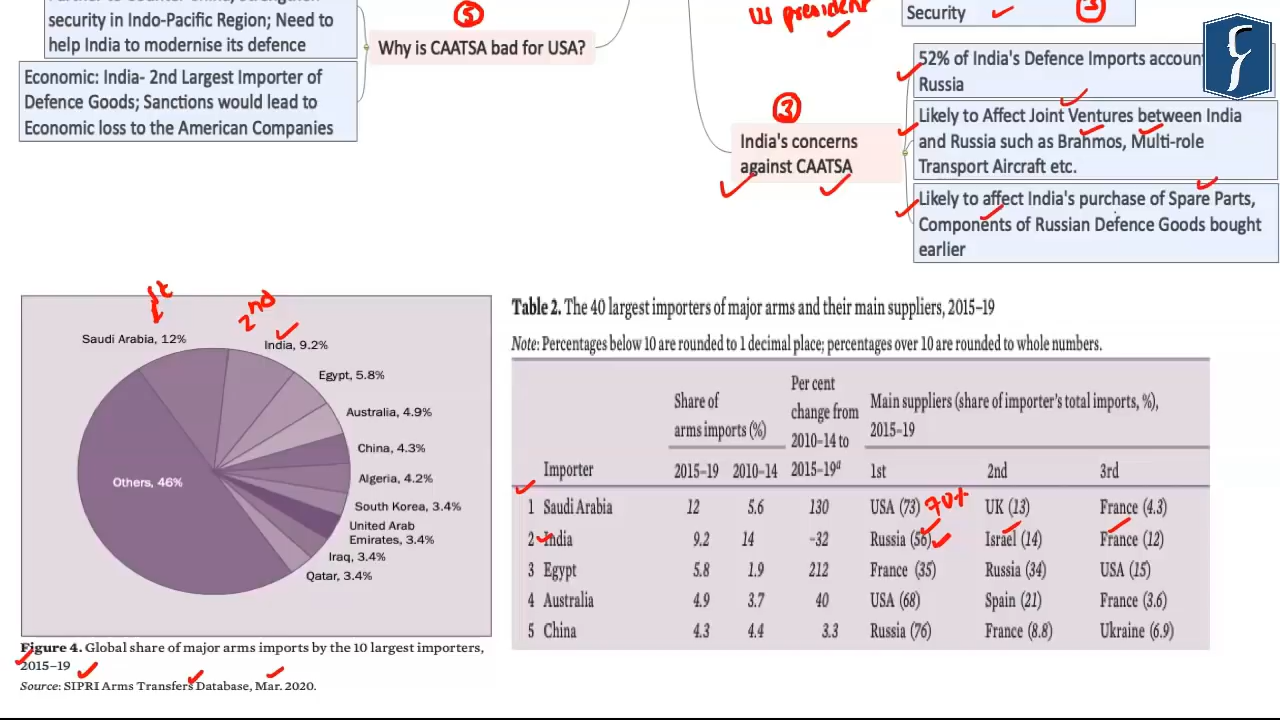 security in Indo-Pacific Region; Need to
help India to modernise its defence
Economic: India- 2nd Largest Importer of
Defence Goods; Sanctions would lead to
Economic loss to the American Companies
5
Why is CAATSA bad for USA?
US president
Security
3
3
India's concerns
against CAATSA
52% of India's Defence Imports account
Russia
Likely to Affect Joint Ventures between India
and Russia such as Brahmos, Multi-role
Transport Aircraft etc.
Likely to affect India's purchase of Spare Parts,
Components of Russian Defence Goods bought
earlier
1st
2nd
Saudi Arabia, 12%
India, 9.2%
Egypt, 5.8%
Australia, 4.9%
China, 4.3%
Algeria, 4.2%
South Korea, 3.4%
United Arab
Emirates, 3.4%
Iraq, 3.4%
Qatar, 3.4%
Others, 46%
Figure 4. Global share of major arms imports by the 10 largest importers,
2015–19
Source: SIPRI Arms Transfers Database, Mar. 2020.
Table 2. The 40 largest importers of major arms and their main suppliers, 2015–19
Note: Percentages below 10 are rounded to 1 decimal place; percentages over 10 are rounded to whole numbers.
Share of
arms imports (%)
Per cent
change from
2010–14 to
2015–19d
Main suppliers (share of importer's total imports, %),
2015–19
Importer 2015–19 2010–14 1st 2nd 3rd
1 Saudi Arabia 12 5.6 130 USA (73) 70% UK (13) France (4.3)
2 India 9.2 14 –32 Russia (56) Israel (14) France (12)
3 Egypt 5.8 1.9 212 France (35) Russia (34) USA (15)
4 Australia 4.9 3.7 40 USA (68) Spain (21) France (3.6)
5 China 4.3 4.4 3.3 Russia (76) France (8.8) Ukraine (6.9)